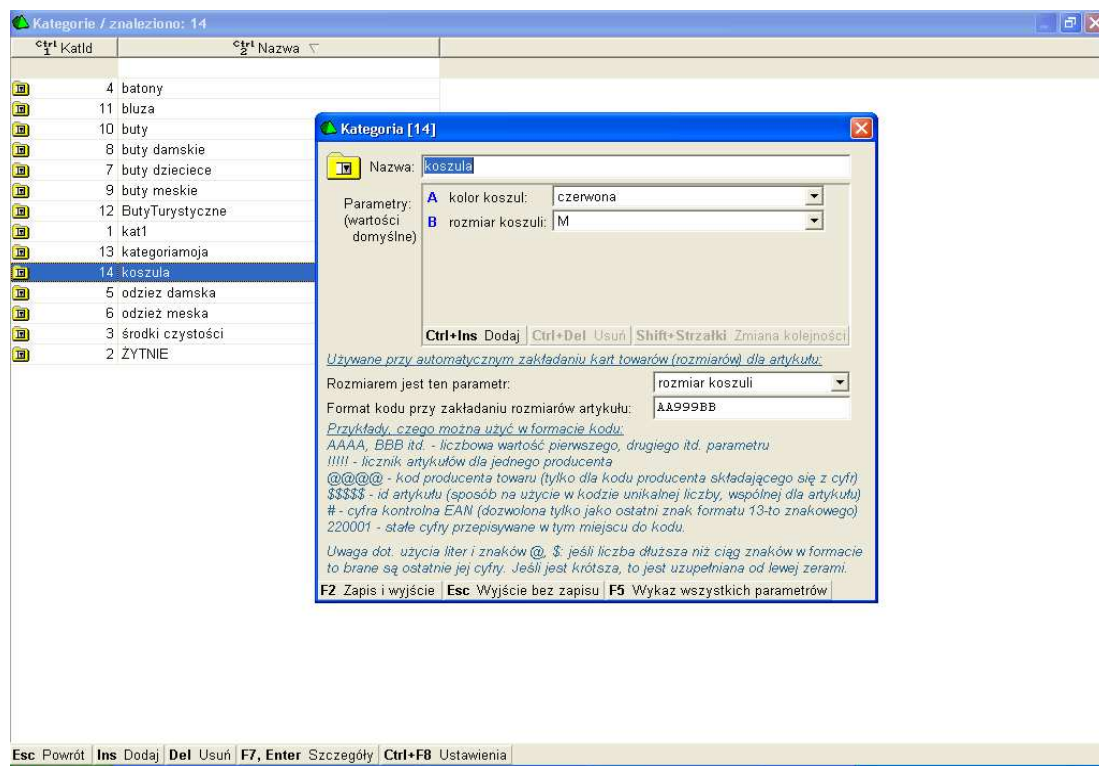 Kategorie / znaleziono: 14
Ctrl 1 KatId Ctrl 2 Nazwa
4 batony
11 bluza
10 buty
8 buty damskie
7 buty dzieciece
9 buty meskie
12 ButyTurystyczne
1 kat1
13 kategoriamoja
14 koszula
5 odziez damska
6 odzież meska
3 środki czystości
2 ŻYTNIE
Kategoria [14]
Nazwa: koszula
Parametry:
(wartości
domyślne)
A kolor koszul: czerwona
B rozmiar koszuli: M
Ctrl+Ins Dodaj Ctrl+Del Usuń Shift+Strzałki Zmiana kolejności
Używane przy automatycznym zakładaniu kart towarów (rozmiarów) dla artykułu:
Rozmiarem jest ten parametr: rozmiar koszuli
Format kodu przy zakładaniu rozmiarów artykułu: AA999BB
Przykłady, czego można użyć w formacie kodu:
AAAA, BBB itd. - liczbowa wartość pierwszego, drugiego itd. parametru
!!!!! - licznik artykułów dla jednego producenta
@@@@ - kod producenta towaru (tylko dla kodu producenta składającego się z cyfr)
$$$$$ - id artykułu (sposób na użycie w kodzie unikalnej liczby, wspólnej dla artykułu)
# - cyfra kontrolna EAN (dozwolona tylko jako ostatni znak formatu 13-to znakowego)
220001 - stałe cyfry przepisywane w tym miejscu do kodu.
Uwaga dot. użycia liter i znaków @, $: jeśli liczba dłuższa niż ciąg znaków w formacie
to brane są ostatnie jej cyfry. Jeśli jest krótsza, to jest uzupełniana od lewej zerami.
F2 Zapis i wyjście Esc Wyjście bez zapisu F5 Wykaz wszystkich parametrów
Esc Powrót Ins Dodaj Del Usuń F7, Enter Szczegóły Ctrl+F8 Ustawienia